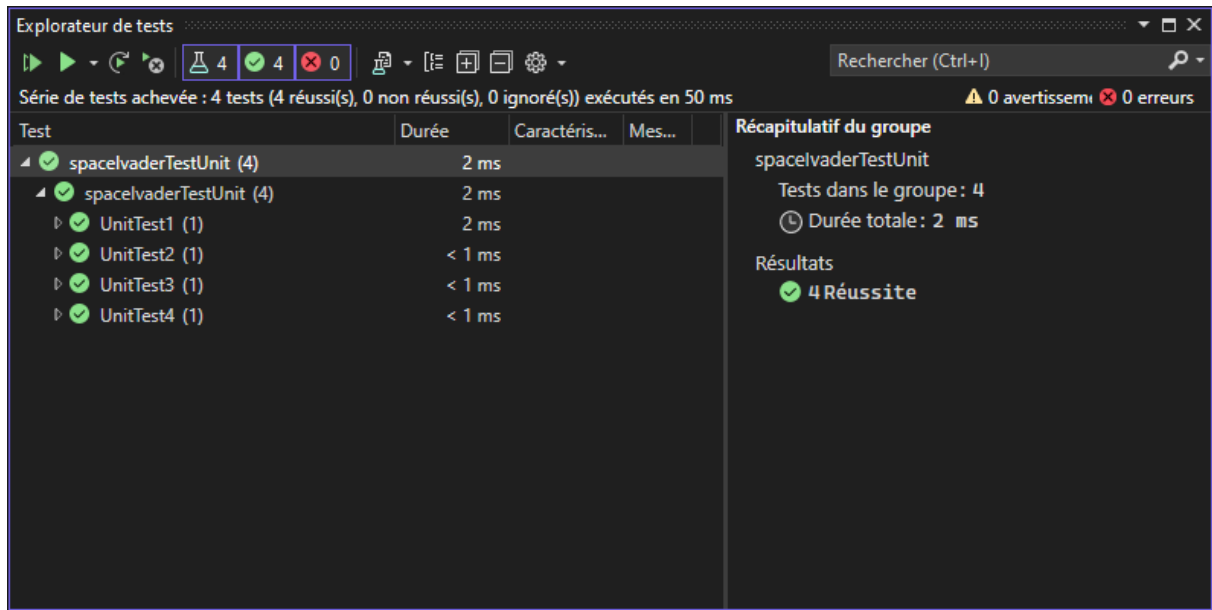 Explorateur de tests
4 4 0
Rechercher (Ctrl+I)
Série de tests achevée : 4 tests (4 réussi(s), 0 non réussi(s), 0 ignoré(s)) exécutés en 50 ms
0 avertisseme 0 erreurs
Test Durée Caractéris... Mes...
spaceIvaderTestUnit (4) 2 ms
spaceIvaderTestUnit (4) 2 ms
UnitTest1 (1) 2 ms
UnitTest2 (1) < 1 ms
UnitTest3 (1) < 1 ms
UnitTest4 (1) < 1 ms
Récapitulatif du groupe
spaceIvaderTestUnit
Tests dans le groupe: 4
Durée totale: 2 ms
Résultats
4 Réussite